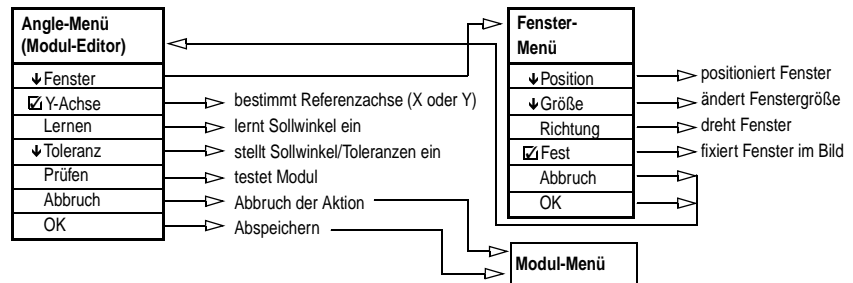 Angle-Menü
(Modul-Editor)
Fenster
Y-Achse
bestimmt Referenzachse (X oder Y)
Lernen
lernt Sollwinkel ein
Toleranz
stellt Sollwinkel/Toleranzen ein
Prüfen
testet Modul
Abbruch
Abbruch der Aktion
OK
Abspeichern
Fenster-
Menü
Position
positioniert Fenster
Größe
ändert Fenstergröße
Richtung
dreht Fenster
Fest
fixiert Fenster im Bild
Abbruch
OK
Modul-Menü